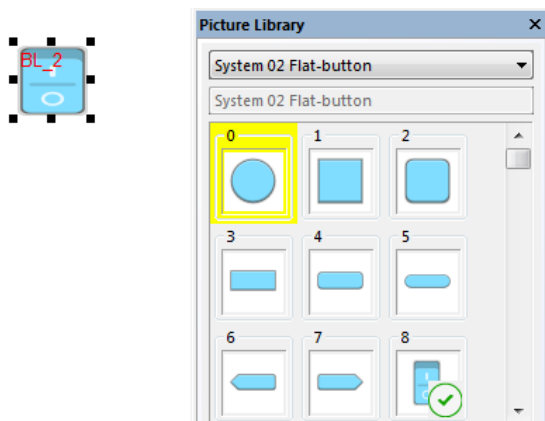 BL_2
Picture Library
System 02 Flat-button
System 02 Flat-button
0 1 2
3 4 5
6 7 8